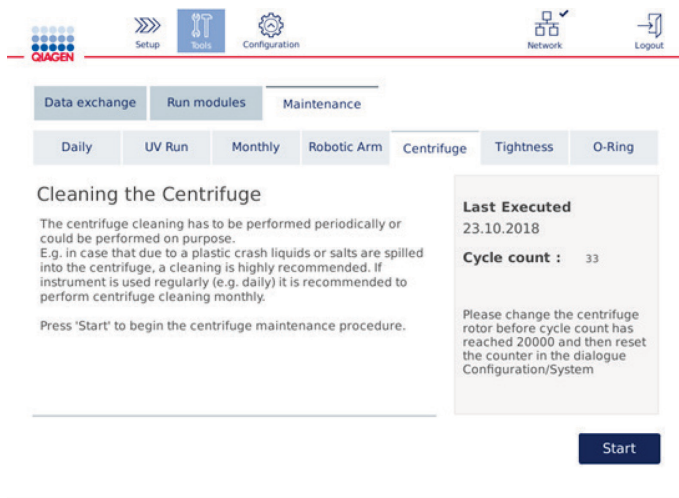 QIAGEN
Setup
Tools
Configuration
Network
Logout
Data exchange
Run modules
Maintenance
Daily
UV Run
Monthly
Robotic Arm
Centrifuge
Tightness
O-Ring
Cleaning the Centrifuge
The centrifuge cleaning has to be performed periodically or
could be performed on purpose.
E.g. in case that due to a plastic crash liquids or salts are spilled
into the centrifuge, a cleaning is highly recommended. If
instrument is used regularly (e.g. daily) it is recommended to
perform centrifuge cleaning monthly.
Press 'Start' to begin the centrifuge maintenance procedure.
Last Executed
23.10.2018
Cycle count : 33
Please change the centrifuge
rotor before cycle count has
reached 20000 and then reset
the counter in the dialogue
Configuration/System
Start